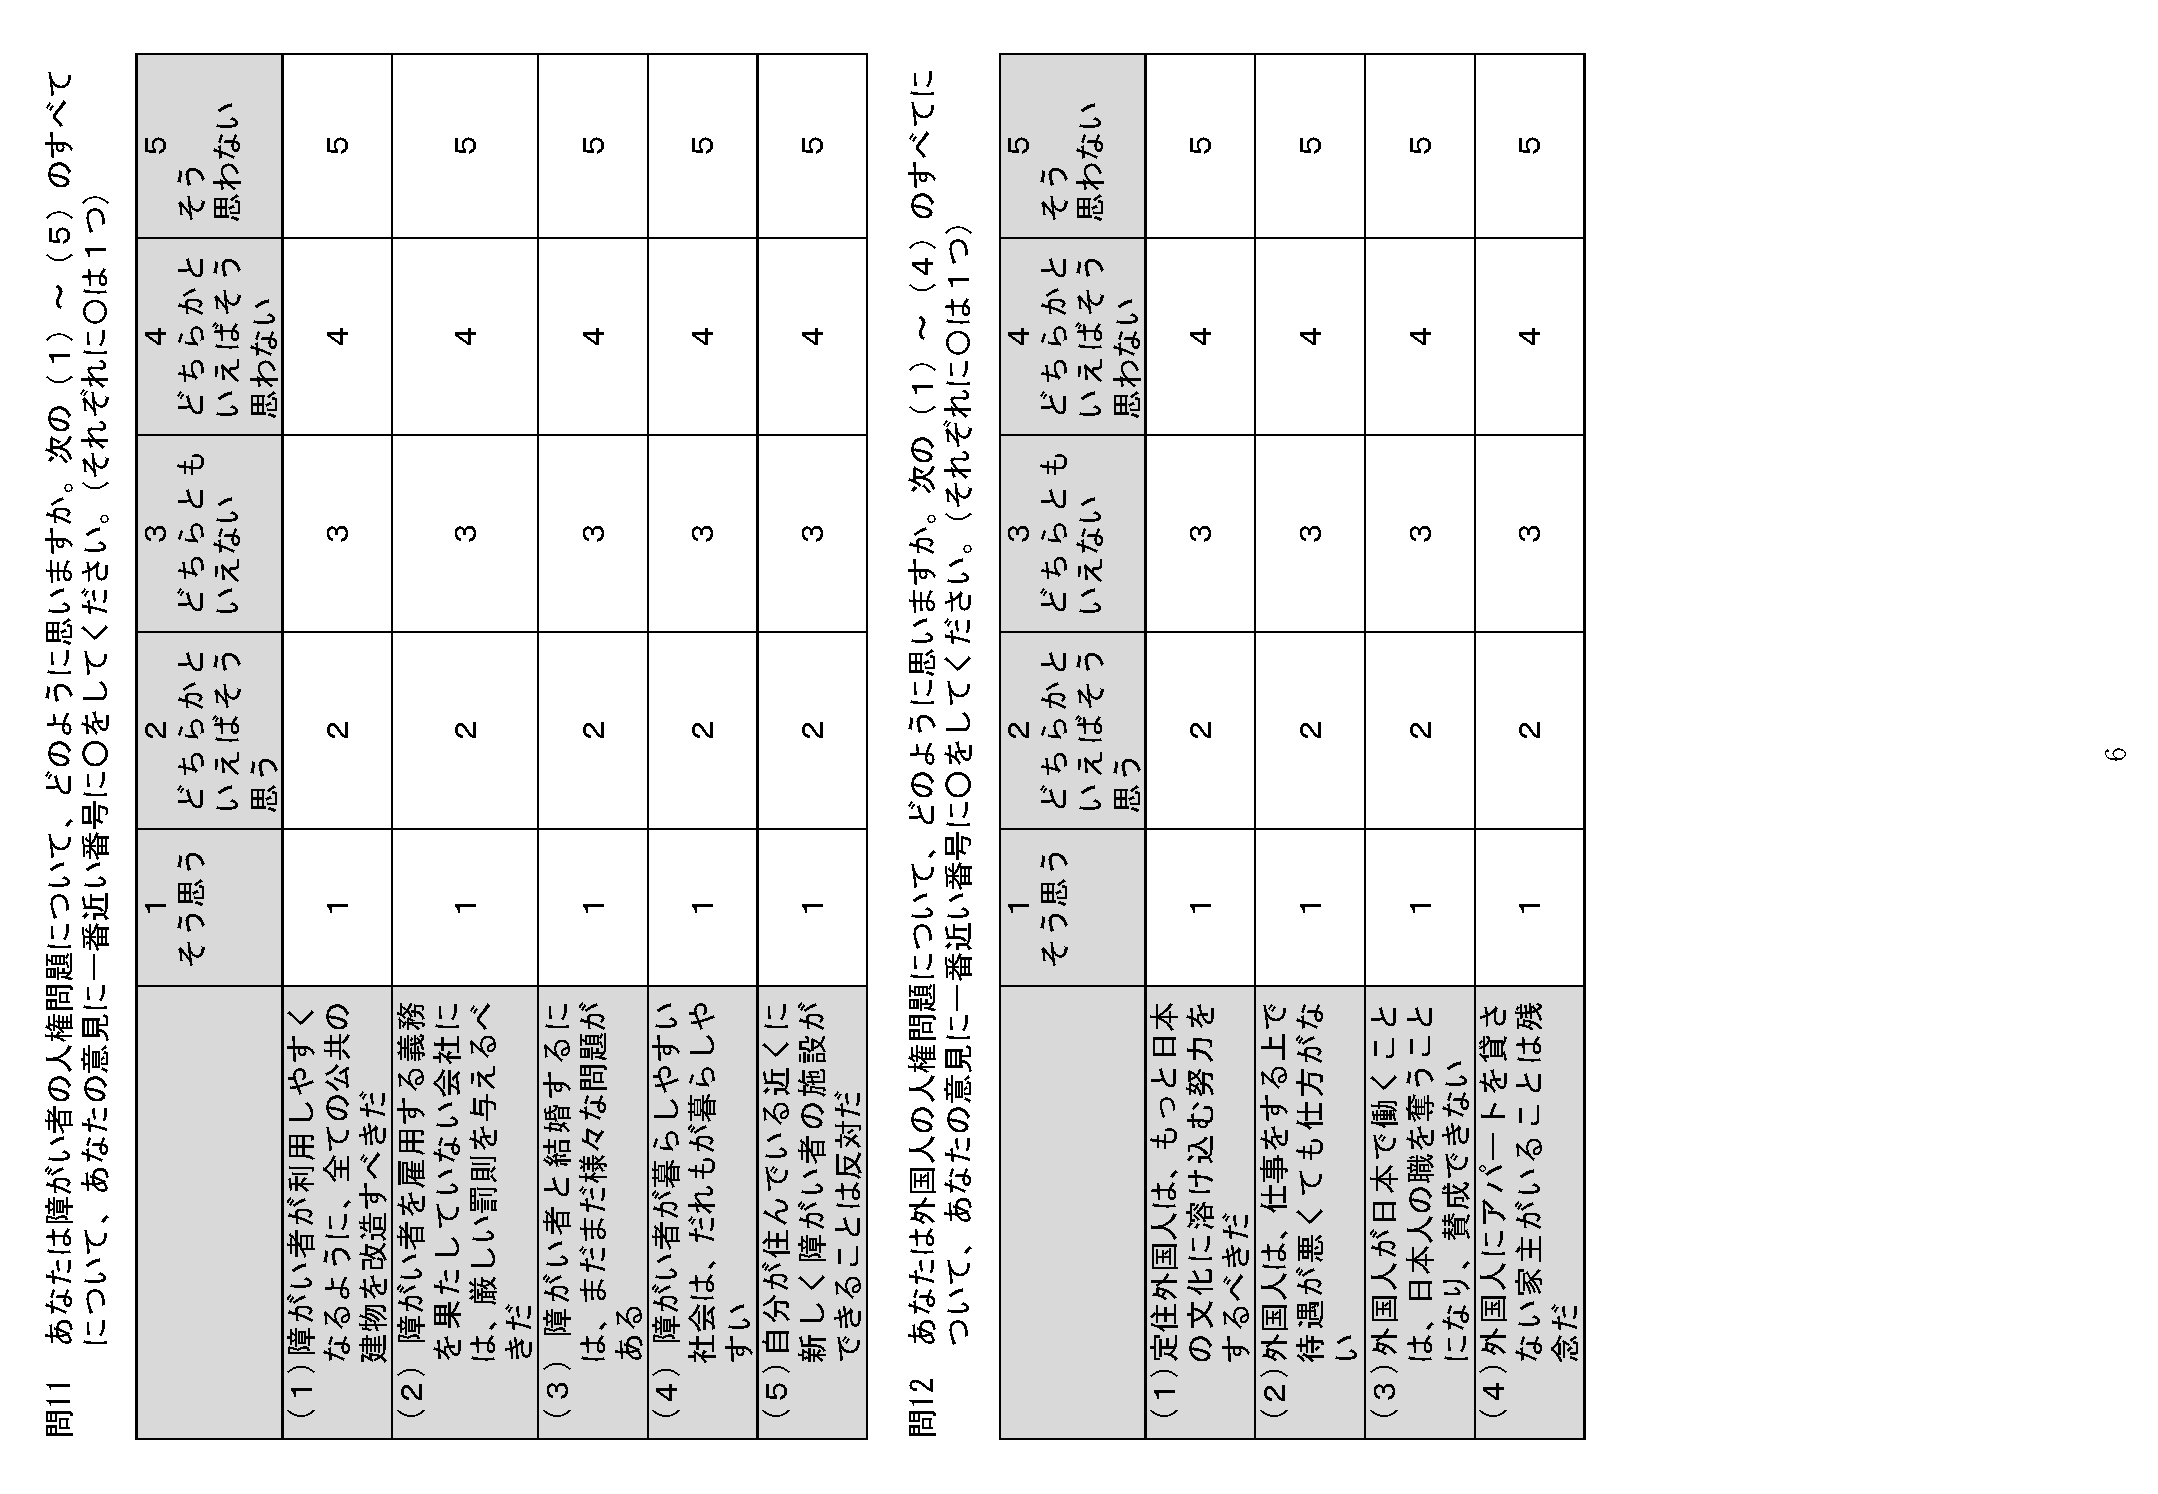 問11　あなたは障がい者の人権問題について、どのように思いますか。次の（１）～（５）のすべて
について、あなたの意見に一番近い番号に〇をしてください。（それぞれに〇は１つ）
1 2 3 4 5
そう思う どちらかと どちらとも どちらかと そう
いえばそう いえない いえばそう 思わない
思う 思わない
（１）障がい者が利用しやすく
なるように、全ての公共の
建物を改造すべきだ
1 2 3 4 5
（２）障がい者を雇用する義務
を果たしていない会社に
は、厳しい罰則を与えるべ
きだ
1 2 3 4 5
（３）障がい者と結婚するに
は、まだまだ様々な問題が
ある
1 2 3 4 5
（４）障がい者が暮らしやすい
社会は、だれもが暮らしや
すい
1 2 3 4 5
（５）自分が住んでいる近くに
新しく障がい者の施設が
できることは反対だ
1 2 3 4 5
問12　あなたは外国人の人権問題について、どのように思いますか。次の（１）～（４）のすべてに
ついて、あなたの意見に一番近い番号に〇をしてください。（それぞれに〇は１つ）
1 2 3 4 5
そう思う どちらかと どちらとも どちらかと そう
いえばそう いえない いえばそう 思わない
思う 思わない
（１）定住外国人は、もっと日本
の文化に溶け込む努力を
するべきだ
1 2 3 4 5
（２）外国人は、仕事をする上で
待遇が悪くても仕方がな
い
1 2 3 4 5
（３）外国人が日本で働くこと
は、日本人の職を奪うこと
になり、賛成できない
1 2 3 4 5
（４）外国人にアパートを貸さ
ない家主がいることは残
念だ
1 2 3 4 5
6